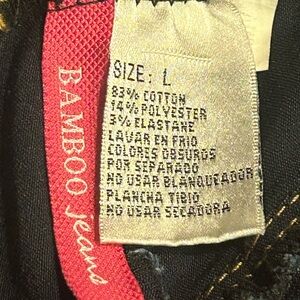 BAMBOO jeans
SIZE: L
83% COTTON
14% POLYESTER
3% ELASTANE
LAVAR EN FRIO
COLORES OBSUROS
POR SEPARADO
NO USAR BLANQUEADOR
PLANCHA TIBIO
NO USAR SECADORA